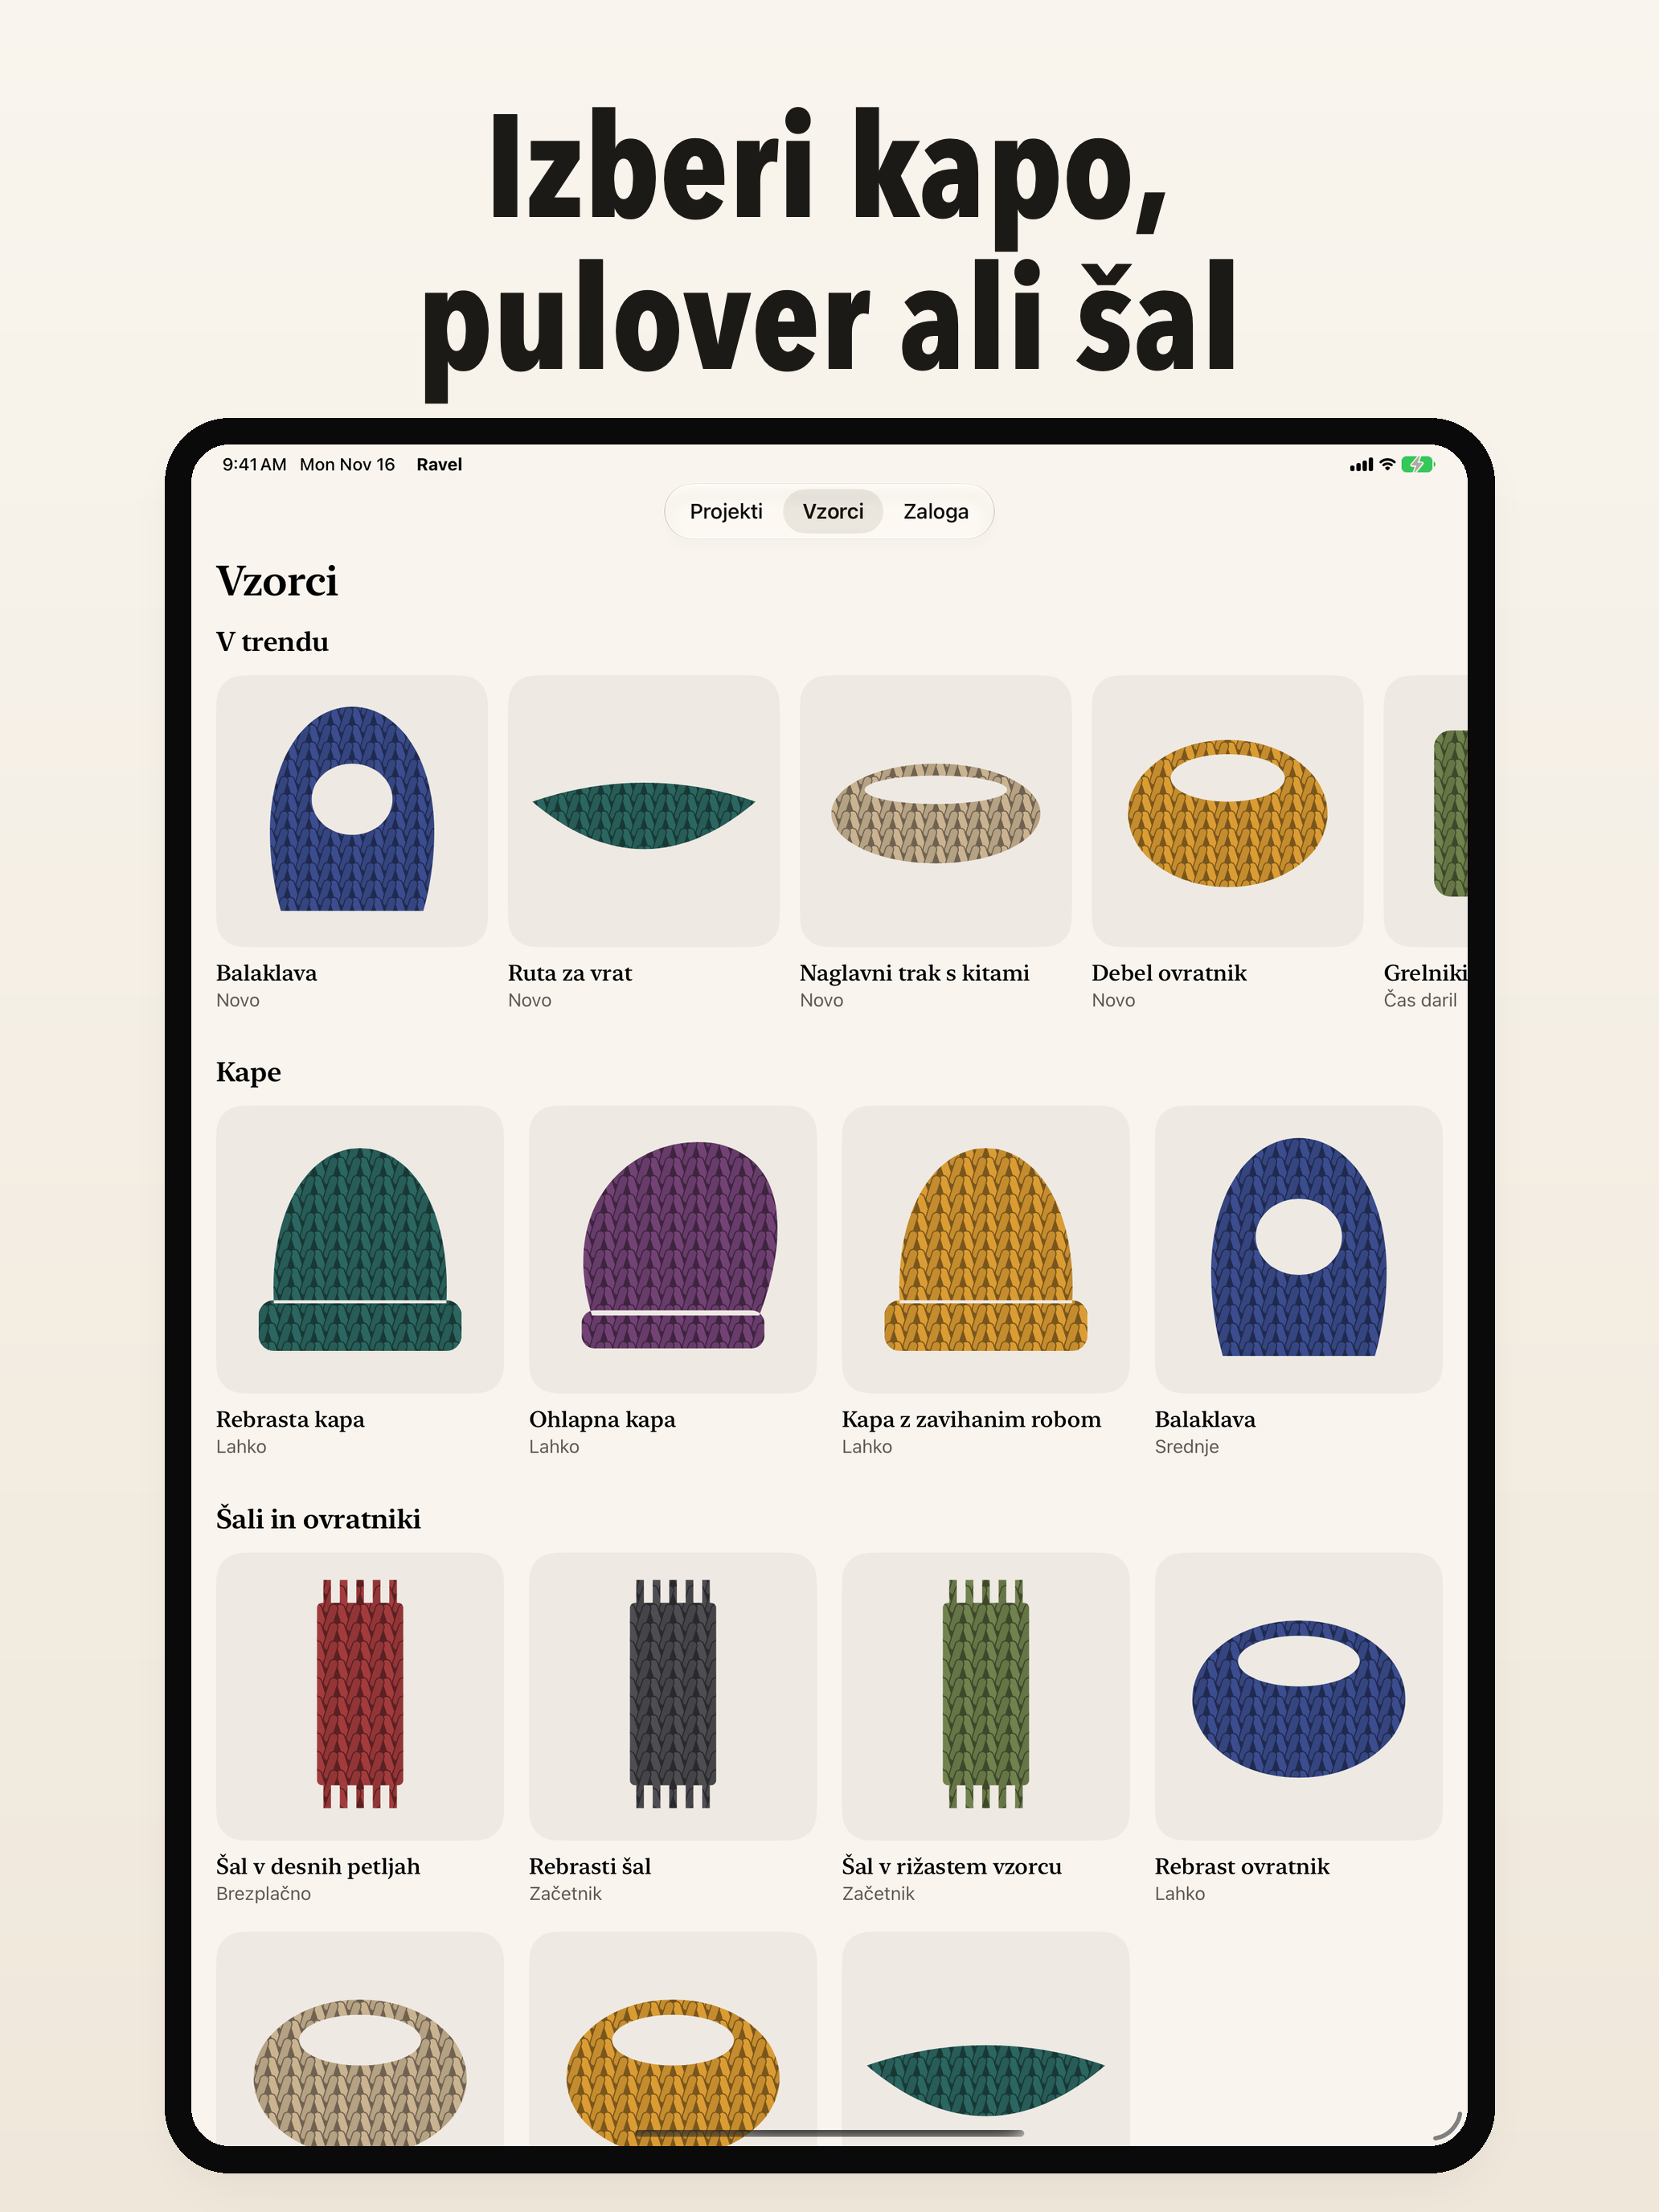 Izberi kapo,
pulover ali šal
9:41 AM Mon Nov 16 Ravel
Projekti Vzorci Zaloga
Vzorci
V trendu
Balaklava Ruta za vrat Naglavni trak s kitami Debel ovratnik Grelniki
Novo Novo Novo Novo Čas daril
Kape
Rebrasta kapa Ohlapna kapa Kapa z zavihanim robom Balaklava
Lahko Lahko Lahko Srednje
Šali in ovratniki
Šal v desnih petljah Rebrasti šal Šal v rižastem vzorcu Rebrast ovratnik
Brezplačno Začetnik Začetnik Lahko